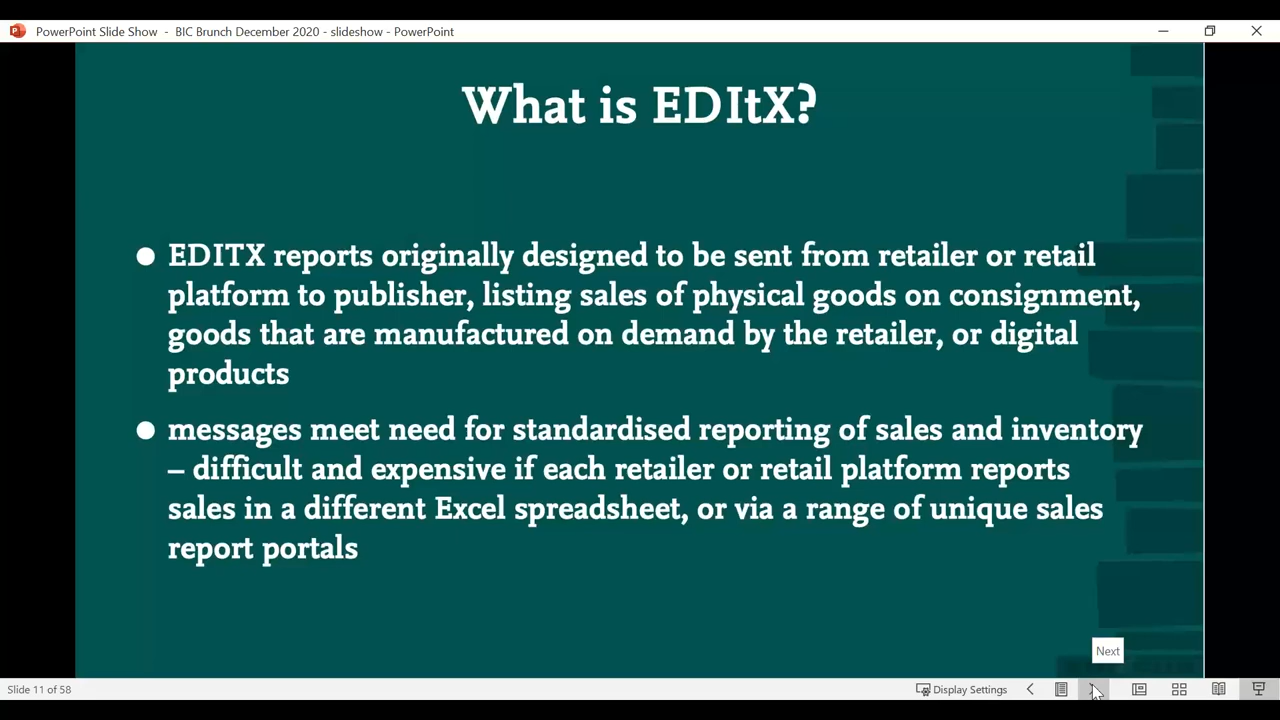 PowerPoint Slide Show - BIC Brunch December 2020 - slideshow - PowerPoint
What is EDItX?
● EDITX reports originally designed to be sent from retailer or retail
platform to publisher, listing sales of physical goods on consignment,
goods that are manufactured on demand by the retailer, or digital
products
● messages meet need for standardised reporting of sales and inventory
– difficult and expensive if each retailer or retail platform reports
sales in a different Excel spreadsheet, or via a range of unique sales
report portals
Next
Slide 11 of 58
Display Settings